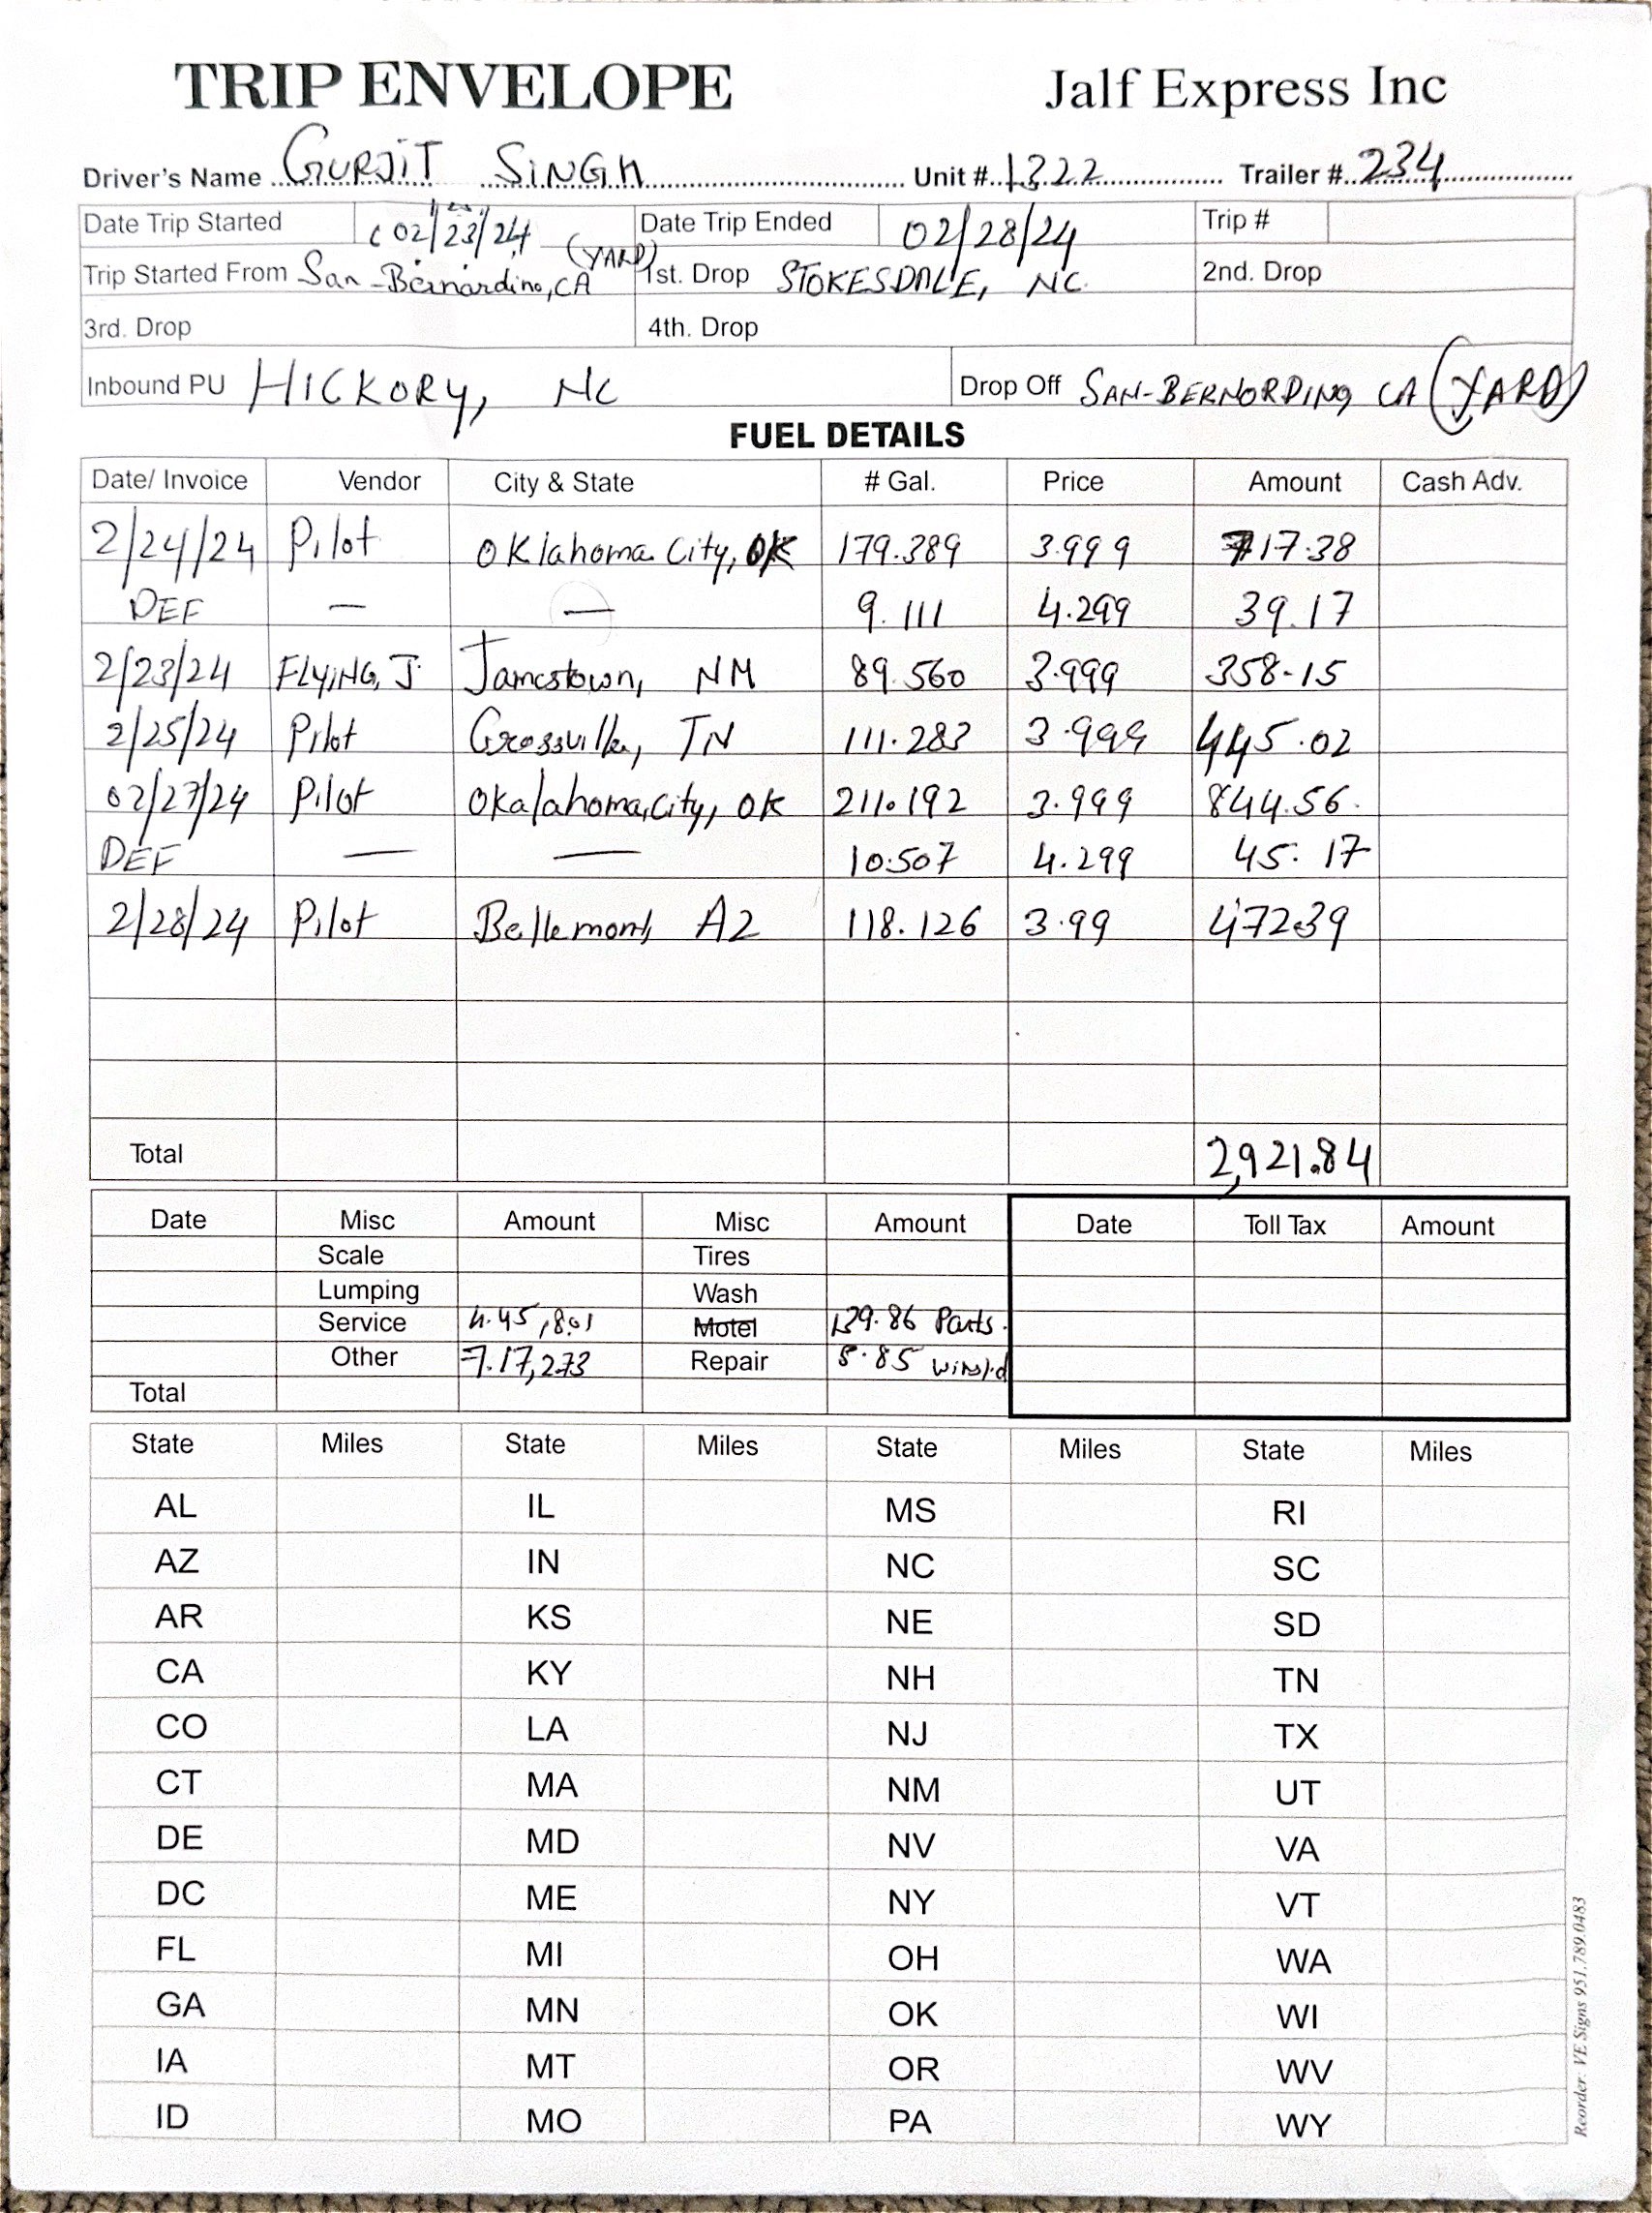 TRIP ENVELOPE Jalf Express Inc
Driver's Name GURJIT SINGH Unit # 1322 Trailer # 234
Date Trip Started 02/23/24 Date Trip Ended 02/28/24 Trip #
Trip Started From San-Bernardino, CA (YARD) 1st. Drop STOKESDALE, NC. 2nd. Drop
3rd. Drop 4th. Drop
Inbound PU HICKORY, NC Drop Off SAN-BERNORDINO CA (YARD)
FUEL DETAILS
Date/ Invoice Vendor City & State # Gal. Price Amount Cash Adv.
2/24/24 Pilot OKlahoma City, OK 179.389 3.999 717.38
DEF — — 9.111 4.299 39.17
2/23/24 FLYING J Jamestown, NM 89.560 3.999 358.15
2/25/24 Pilot Crossville, TN 111.283 3.999 445.02
02/27/24 Pilot OKalahoma City, OK 211.192 3.999 844.56
DEF — — 10.507 4.299 45.17
2/28/24 Pilot Bellemont, AZ 118.126 3.99 472.39
Total 2,921.84
Date Misc Amount Misc Amount Date Toll Tax Amount
Scale Tires
Lumping Wash
Service 4.45, 8.01 Motel 139.86 Parts.
Other 7.17, 2.73 Repair 5.85
Total
State Miles State Miles State Miles State Miles
AL IL MS RI
AZ IN NC SC
AR KS NE SD
CA KY NH TN
CO LA NJ TX
CT MA NM UT
DE MD NV VA
DC ME NY VT
FL MI OH WA
GA MN OK WI
IA MT OR WV
ID MO PA WY
Reorder: VE Signs 951.789.0483